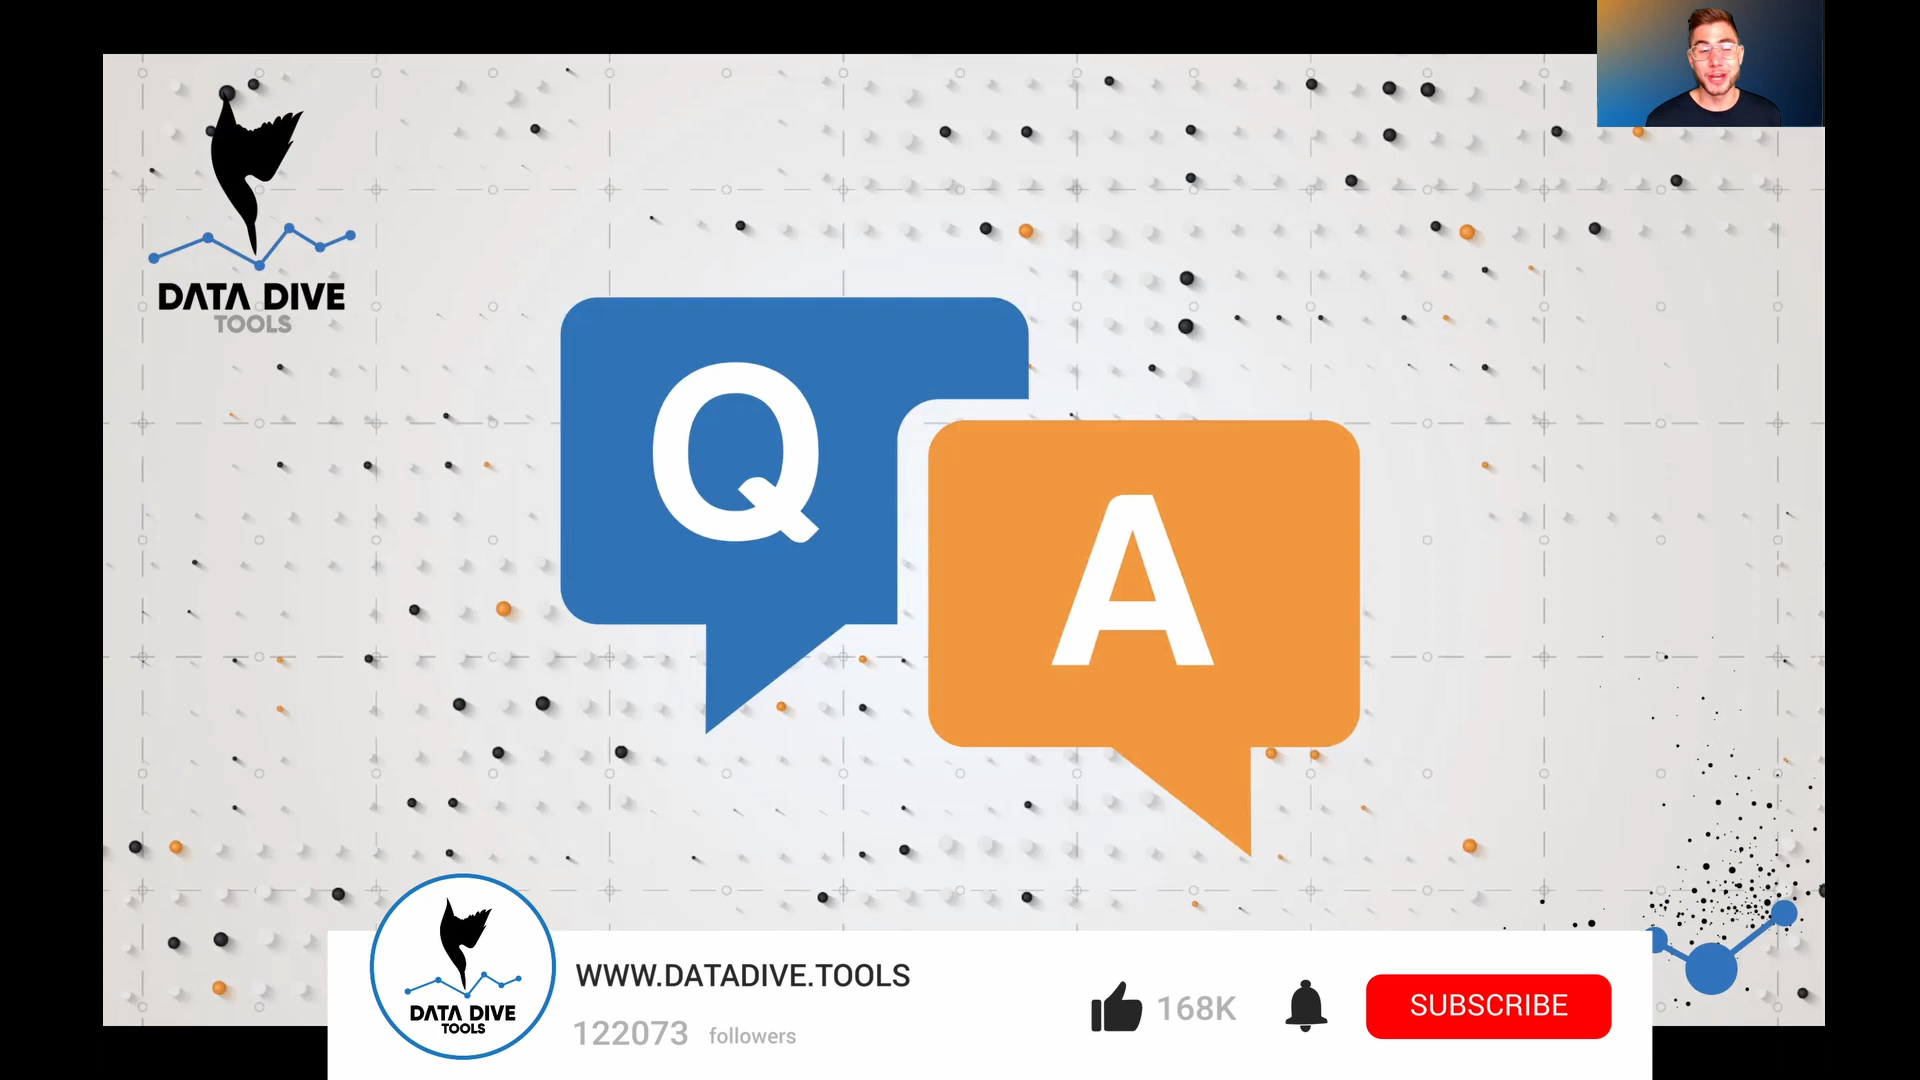 DATA DIVE
TOOLS
Q
A
DATA DIVE
TOOLS
WWW.DATADIVE.TOOLS
122073 followers
168K
SUBSCRIBE